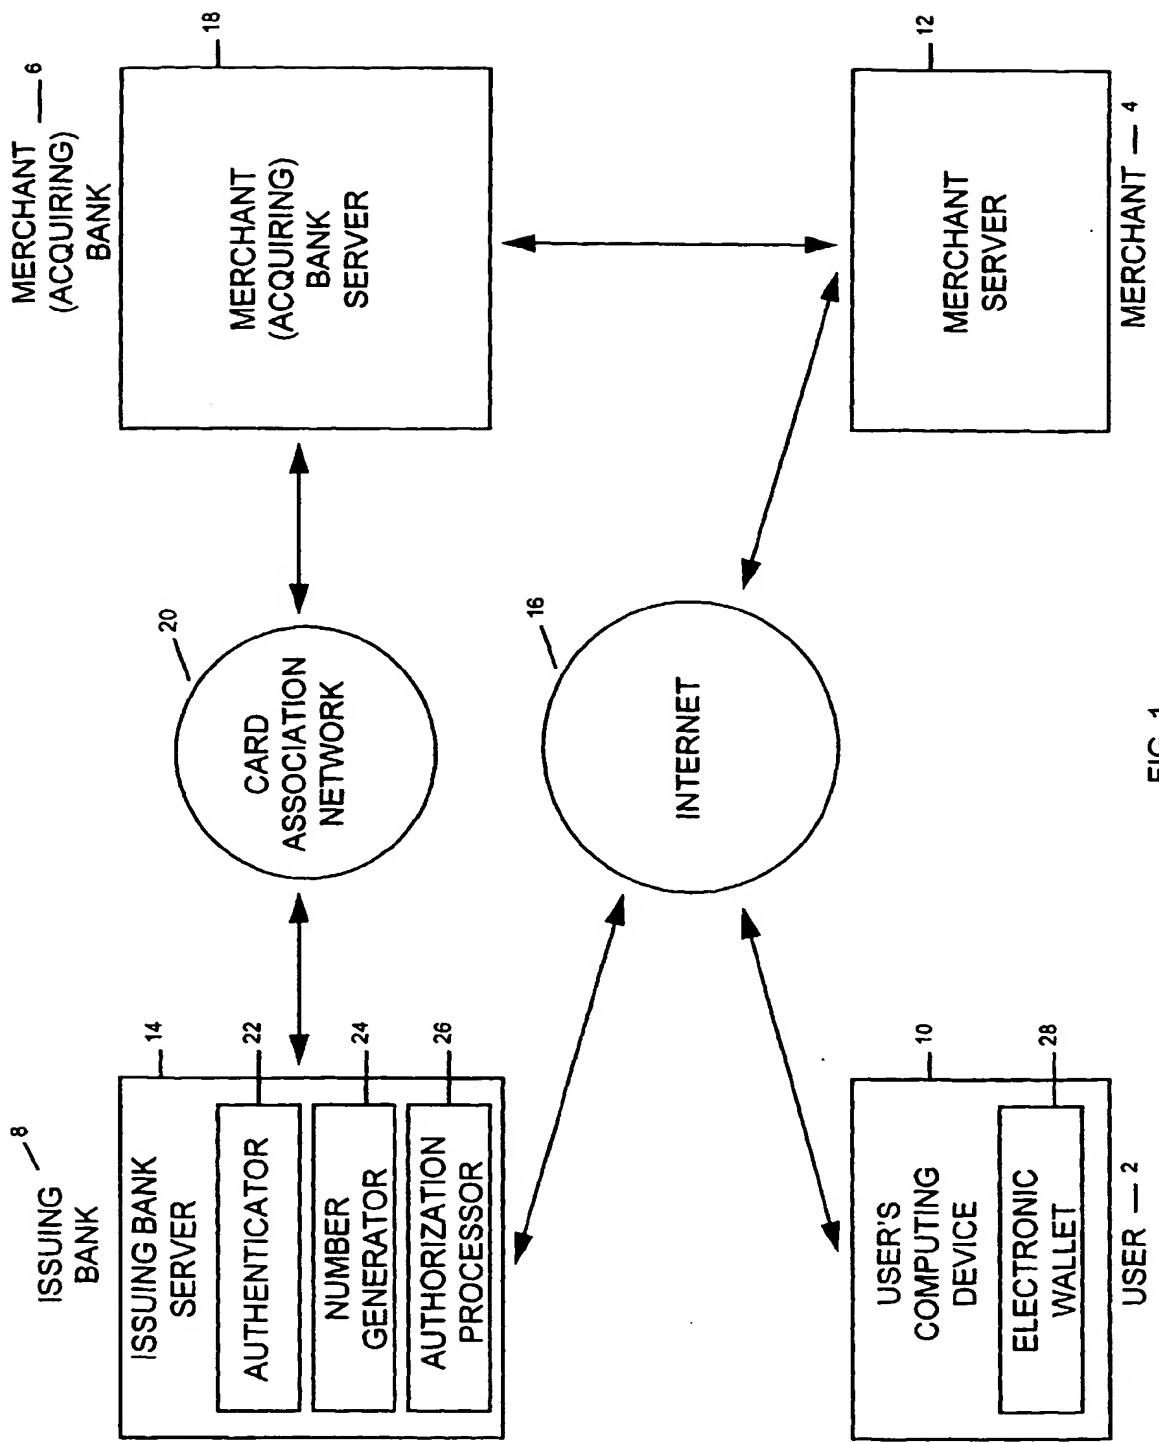 ISSUING
BANK
8
ISSUING BANK
SERVER
14
AUTHENTICATOR
22
NUMBER
GENERATOR
24
AUTHORIZATION
PROCESSOR
26
CARD
ASSOCIATION
NETWORK
20
MERCHANT
(ACQUIRING)
BANK
6
MERCHANT
(ACQUIRING)
BANK
SERVER
18
INTERNET
16
USER'S
COMPUTING
DEVICE
10
ELECTRONIC
WALLET
28
USER — 2
MERCHANT
SERVER
12
MERCHANT — 4
FIG. 1